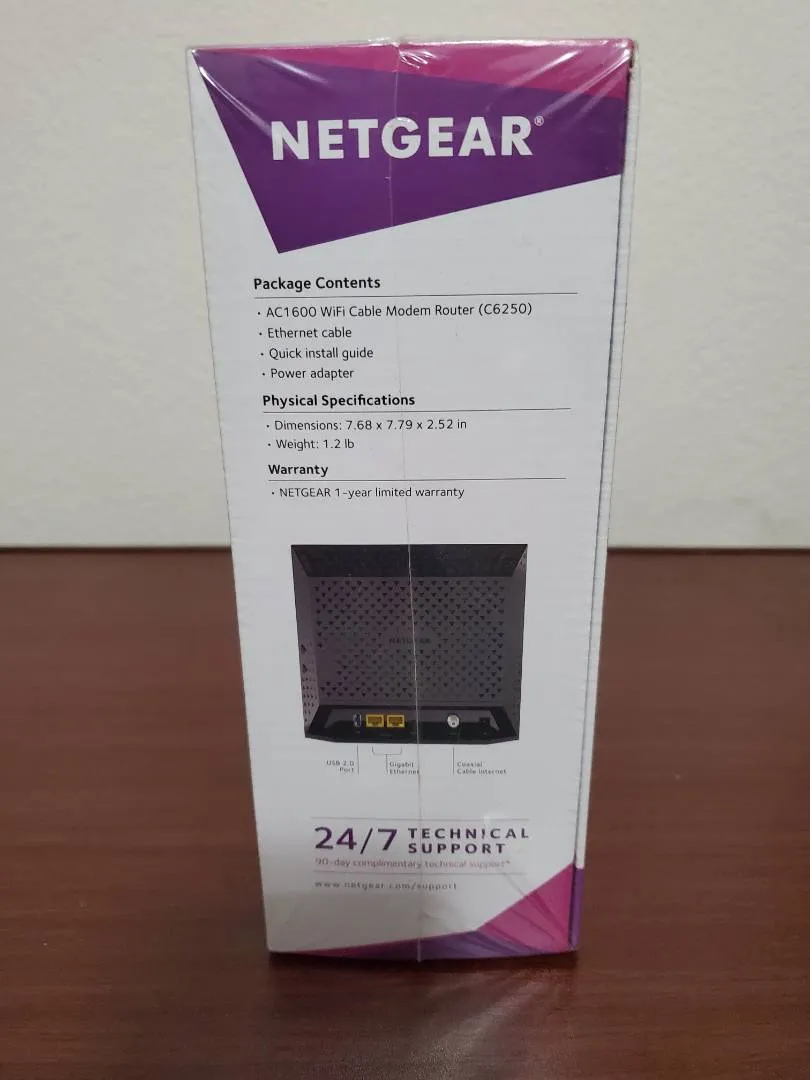 NETGEAR®
Package Contents
· AC1600 WiFi Cable Modem Router (C6250)
· Ethernet cable
· Quick install guide
· Power adapter
Physical Specifications
· Dimensions: 7.68 x 7.79 x 2.52 in
· Weight: 1.2 lb
Warranty
· NETGEAR 1-year limited warranty
NETGEAR
USB 2.0
Port
Gigabit
Ethernet
Coaxial
Cable Internet
24/7 TECHNICAL
SUPPORT
90-day complimentary technical support*
www.netgear.com/support